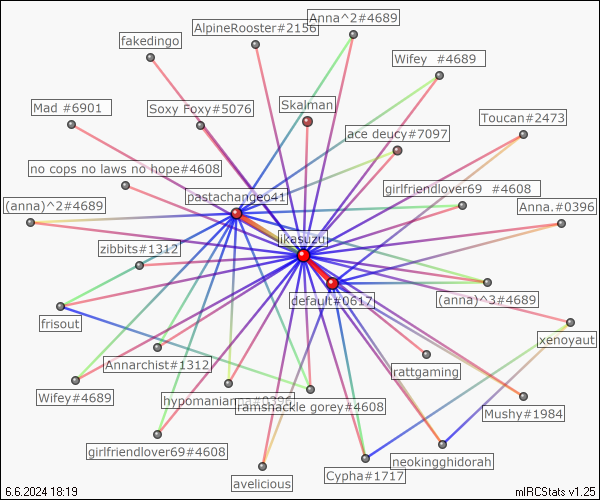 Anna^2#4689
AlpineRooster#2156
fakedingo
Wifey  #4689
Skalman
Mad #6901
Soxy Foxy#5076
Toucan#2473
ace deucy#7097
no cops no laws no hope#4608
girlfriendlover69  #4608
pastachangeo41
(anna)^2#4689
Anna.#0396
ikasuzu
zibbits#1312
default#0617
(anna)^3#4689
frisout
xenoyaut
Annarchist#1312
rattgaming
Wifey#4689
hypomanianna#0396
ramshackle gorey#4608
Mushy#1984
girlfriendlover69#4608
neokingghidorah
avelicious
Cypha#1717
6.6.2024 18:19
mIRCStats v1.25